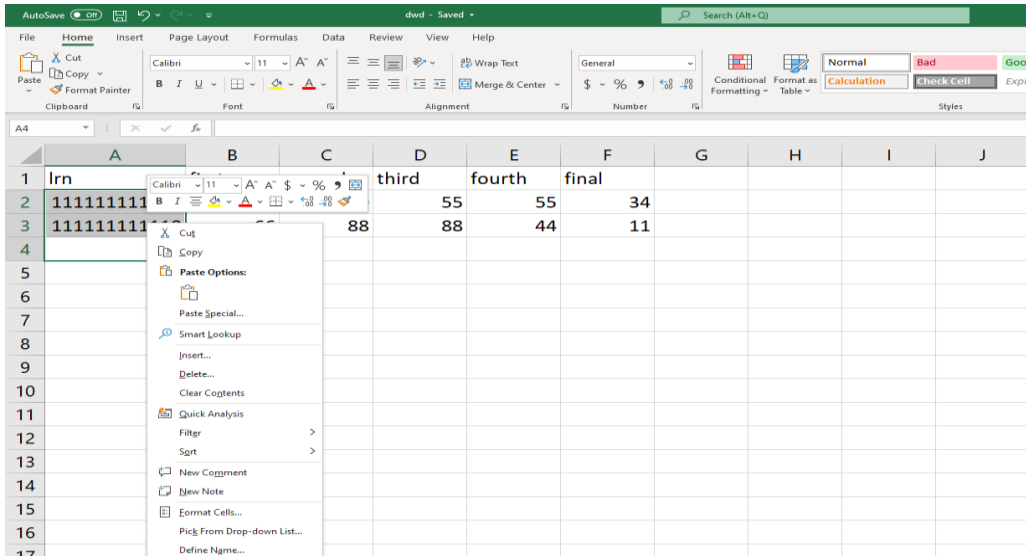 AutoSave Off dwd - Saved Search (Alt+Q)
File Home Insert Page Layout Formulas Data Review View Help
Cut
Copy
Format Painter
Paste
Clipboard
Calibri 11 A A
B I U A
Font
Wrap Text
Merge & Center
Alignment
General
$ % 9
Number
Conditional Formatting
Format as Table
Normal Bad Goo
Calculation Check Cell Expl
Styles
A4 fx
A B C D E F G H I J
1 lrn third fourth final
2 111111111 55 55 34
3 88 88 44 11
4
5
6
7
8
9
10
11
12
13
14
15
16
17
Calibri 11 A A $ % 9
B I A
Cut
Copy
Paste Options:
Paste Special...
Smart Lookup
Insert...
Delete...
Clear Contents
Quick Analysis
Filter
Sort
New Comment
New Note
Format Cells...
Pick From Drop-down List...
Define Name...